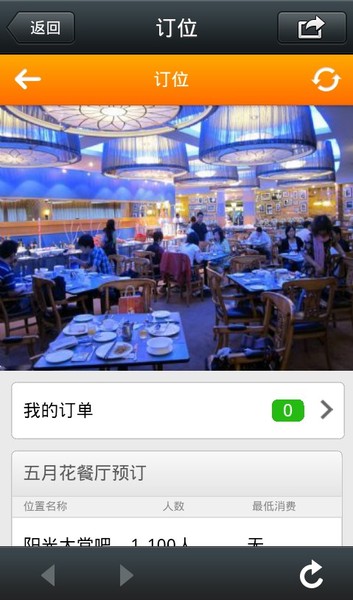 返回 订位
订位
我的订单 0
五月花餐厅预订
位置名称 人数 最低消费
阳光大堂吧 1-100人 无